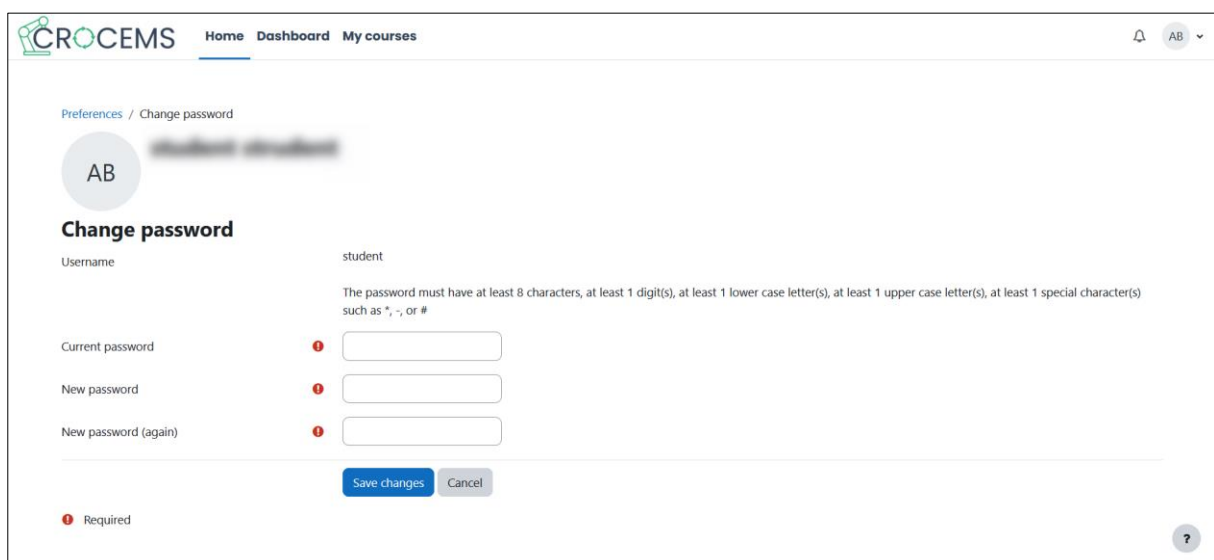 CROCEMS Home Dashboard My courses AB
Preferences / Change password
AB
Change password
Username student
The password must have at least 8 characters, at least 1 digit(s), at least 1 lower case letter(s), at least 1 upper case letter(s), at least 1 special character(s)
such as *, -, or #
Current password
New password
New password (again)
Save changes Cancel
Required
?